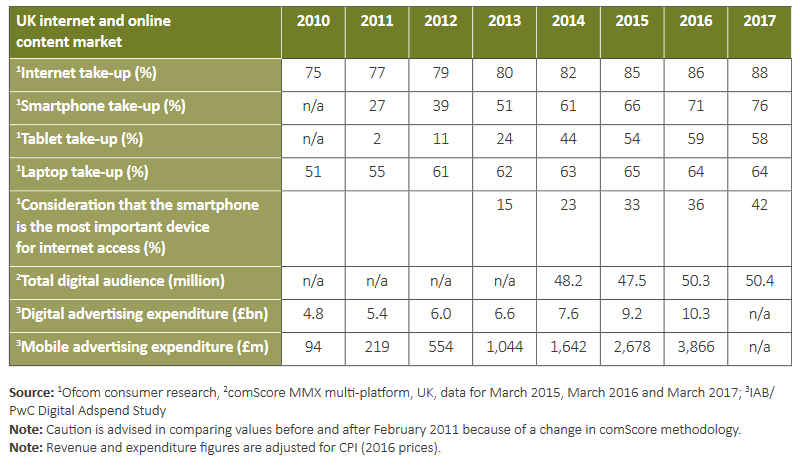 UK internet and online content market 2010 2011 2012 2013 2014 2015 2016 2017
¹Internet take-up (%) 75 77 79 80 82 85 86 88
¹Smartphone take-up (%) n/a 27 39 51 61 66 71 76
¹Tablet take-up (%) n/a 2 11 24 44 54 59 58
¹Laptop take-up (%) 51 55 61 62 63 65 64 64
¹Consideration that the smartphone is the most important device for internet access (%) 15 23 33 36 42
²Total digital audience (million) n/a n/a n/a n/a 48.2 47.5 50.3 50.4
³Digital advertising expenditure (£bn) 4.8 5.4 6.0 6.6 7.6 9.2 10.3 n/a
³Mobile advertising expenditure (£m) 94 219 554 1,044 1,642 2,678 3,866 n/a
Source: ¹Ofcom consumer research, ²comScore MMX multi-platform, UK, data for March 2015, March 2016 and March 2017; ³IAB/
PwC Digital Adspend Study
Note: Caution is advised in comparing values before and after February 2011 because of a change in comScore methodology.
Note: Revenue and expenditure figures are adjusted for CPI (2016 prices).